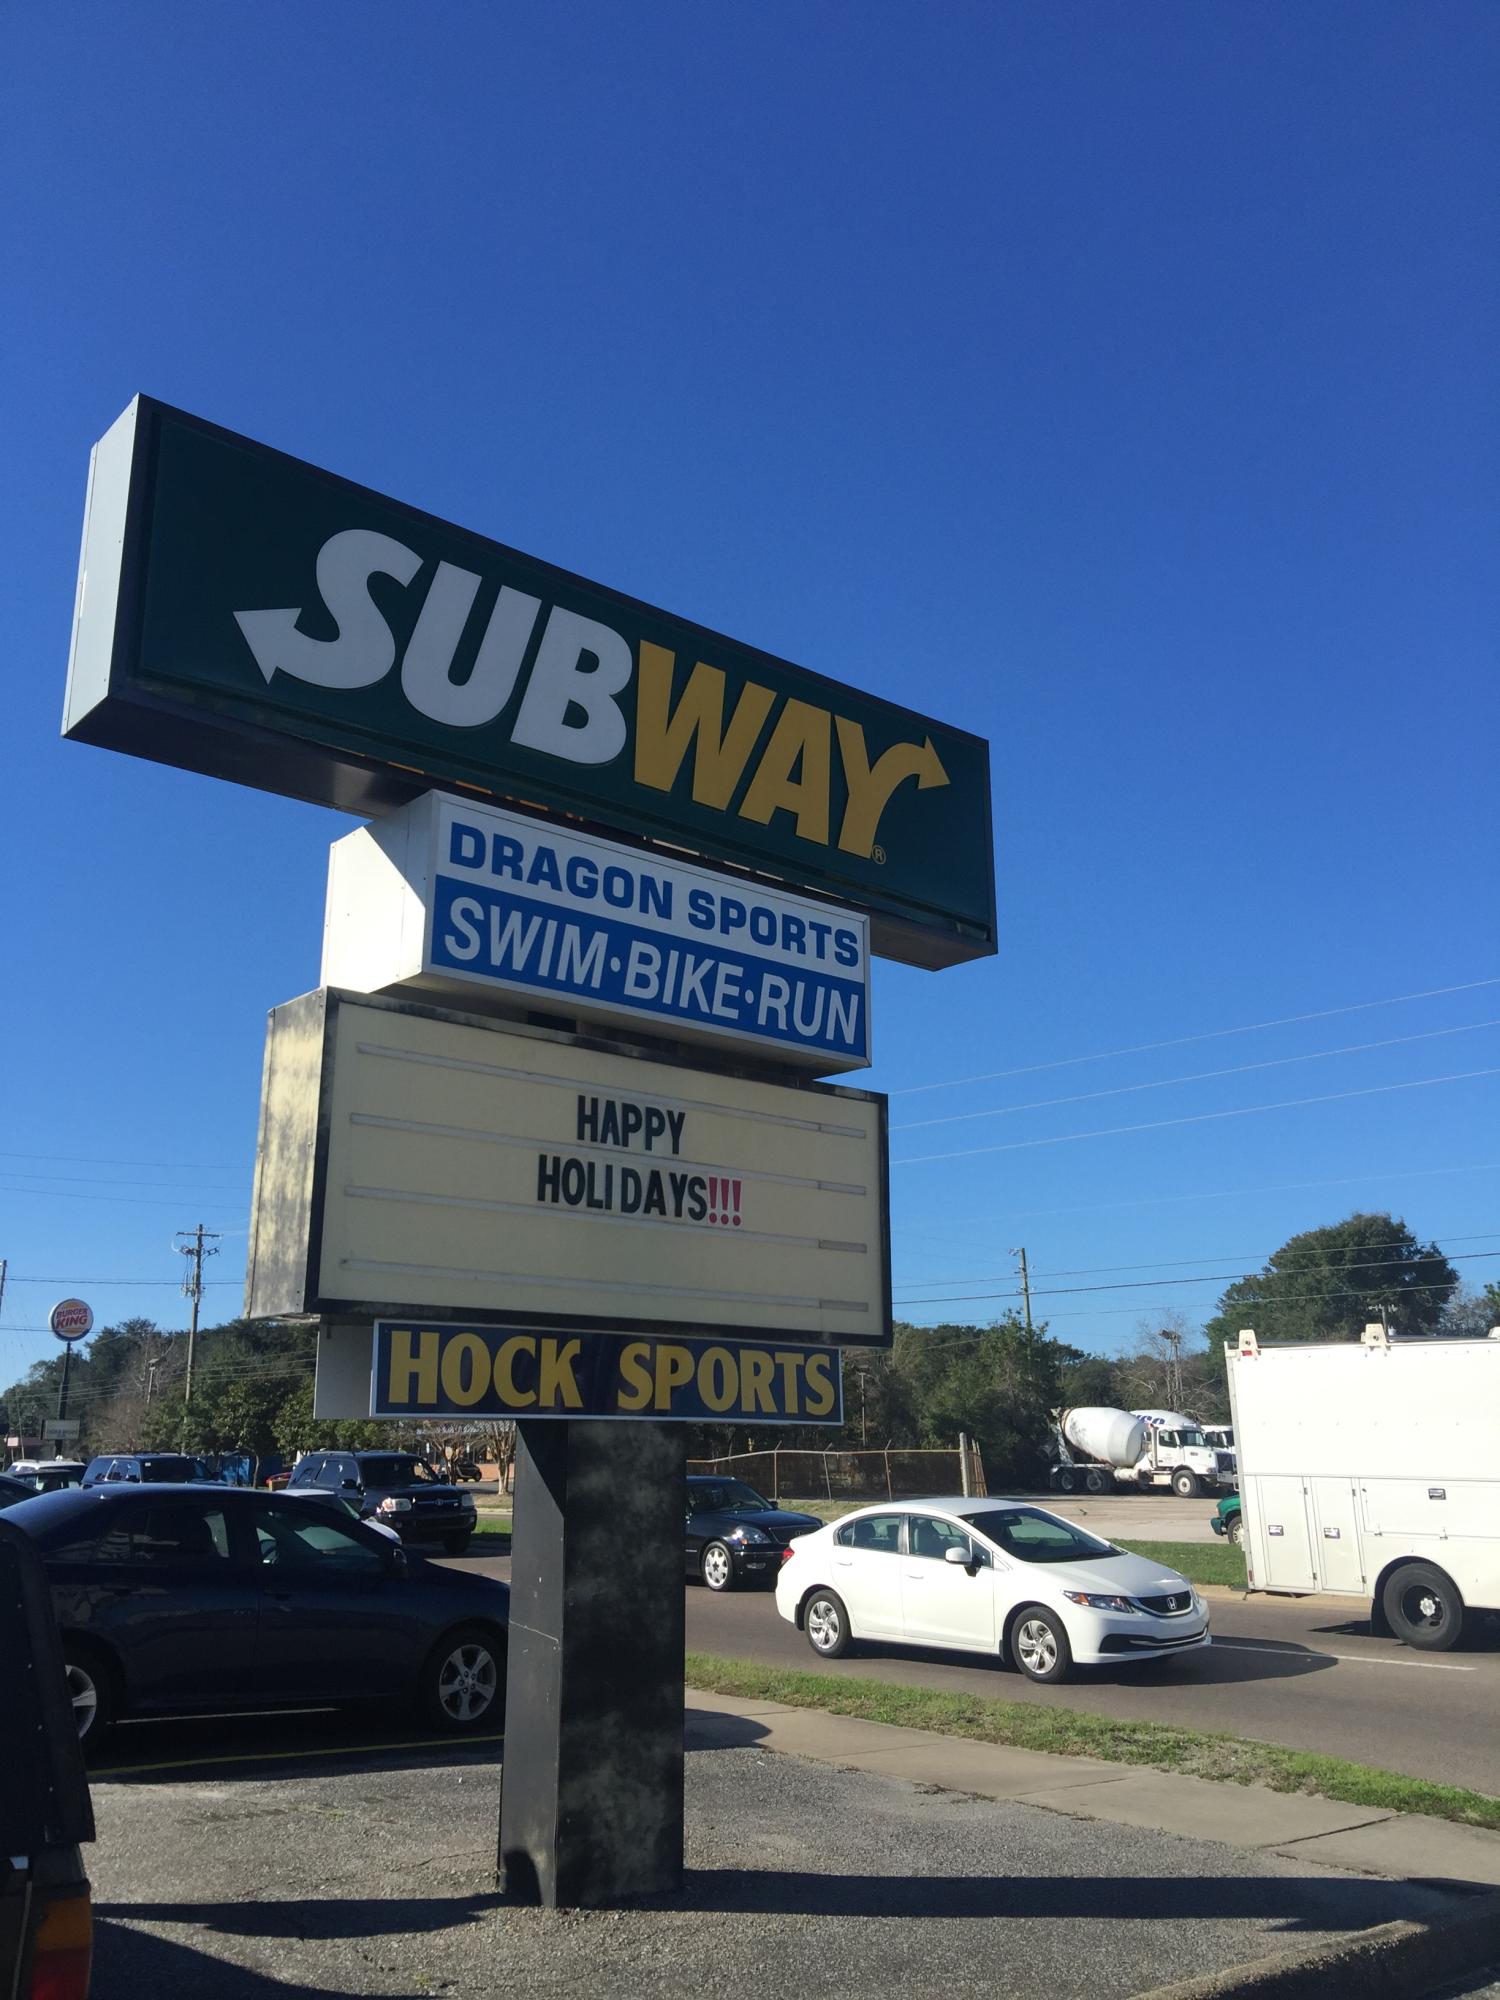 SUBWAY®
DRAGON SPORTS
SWIM·BIKE·RUN
HAPPY
HOLIDAYS!!!
HOCK SPORTS
BURGER
KING